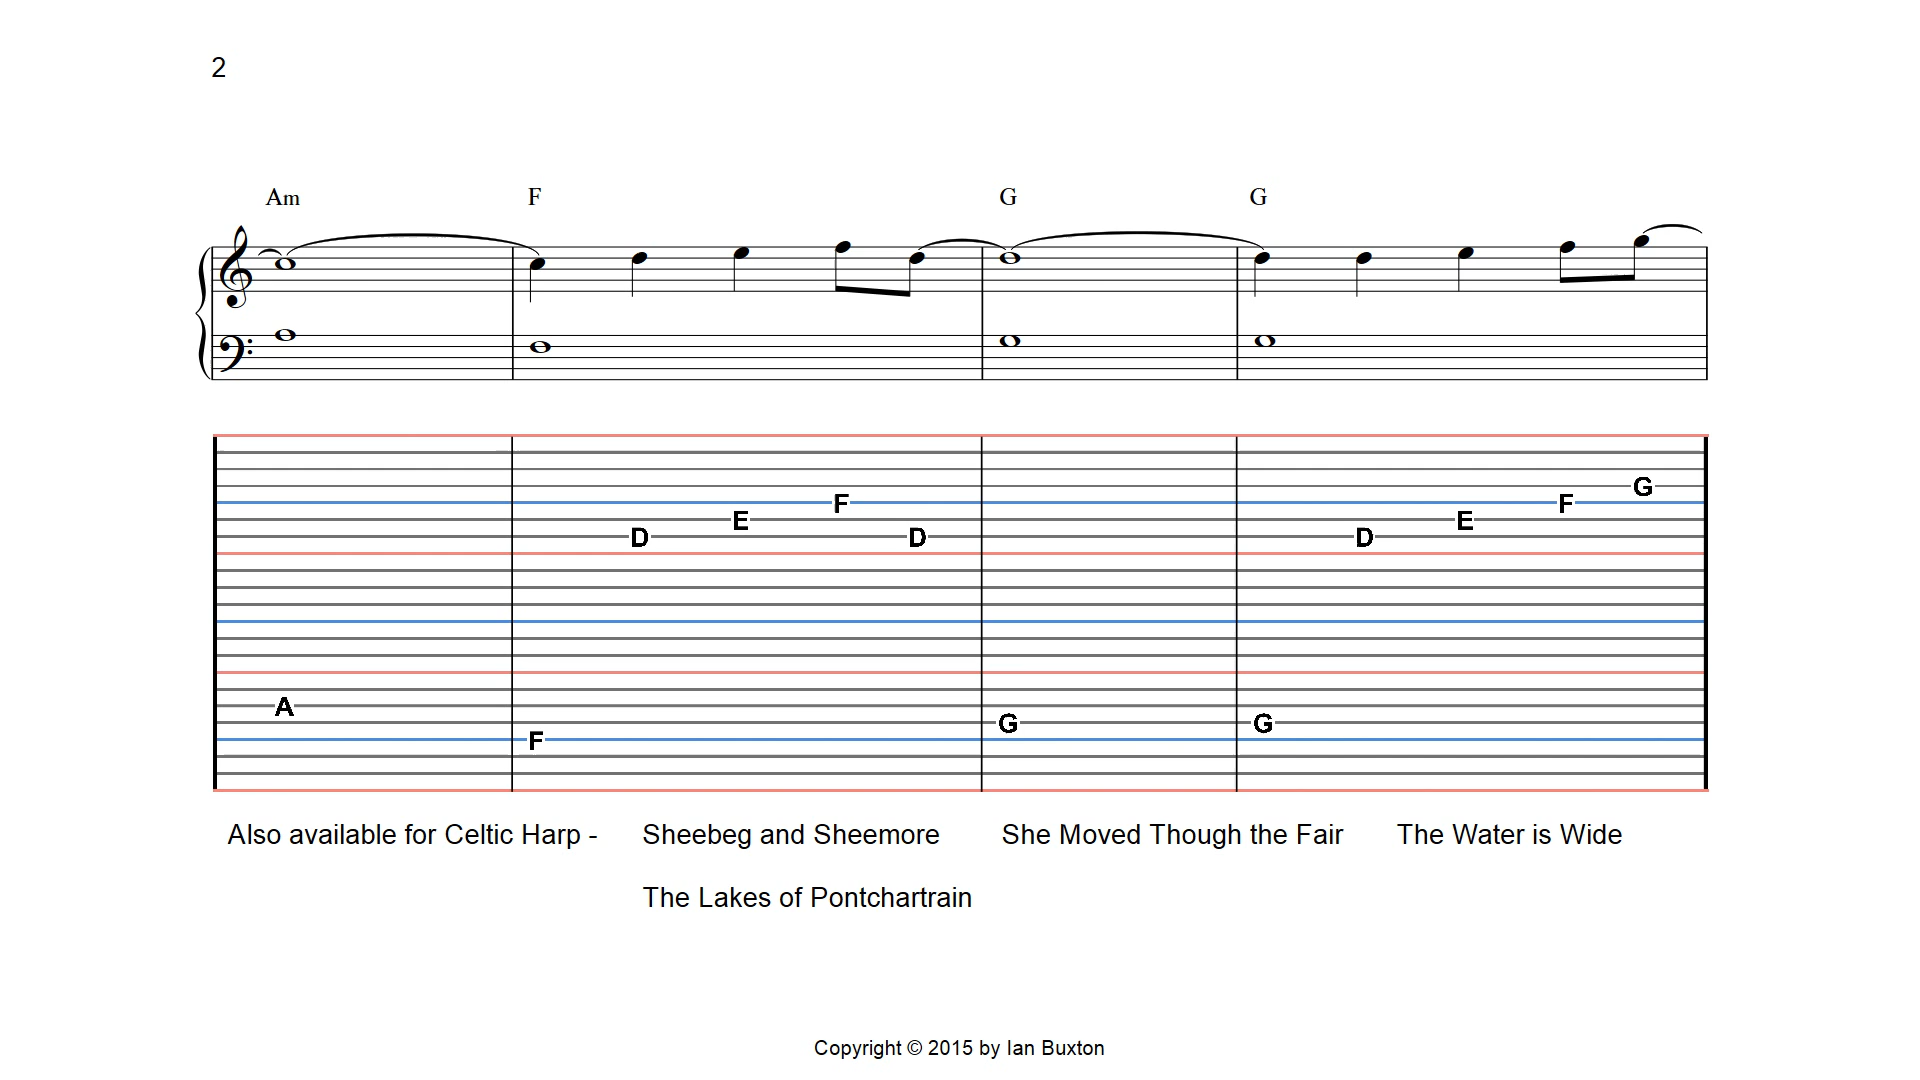 2
Am F G G
F G
E F E F
D D D
A
G G
F
Also available for Celtic Harp - Sheebeg and Sheemore She Moved Though the Fair The Water is Wide
The Lakes of Pontchartrain
Copyright © 2015 by Ian Buxton